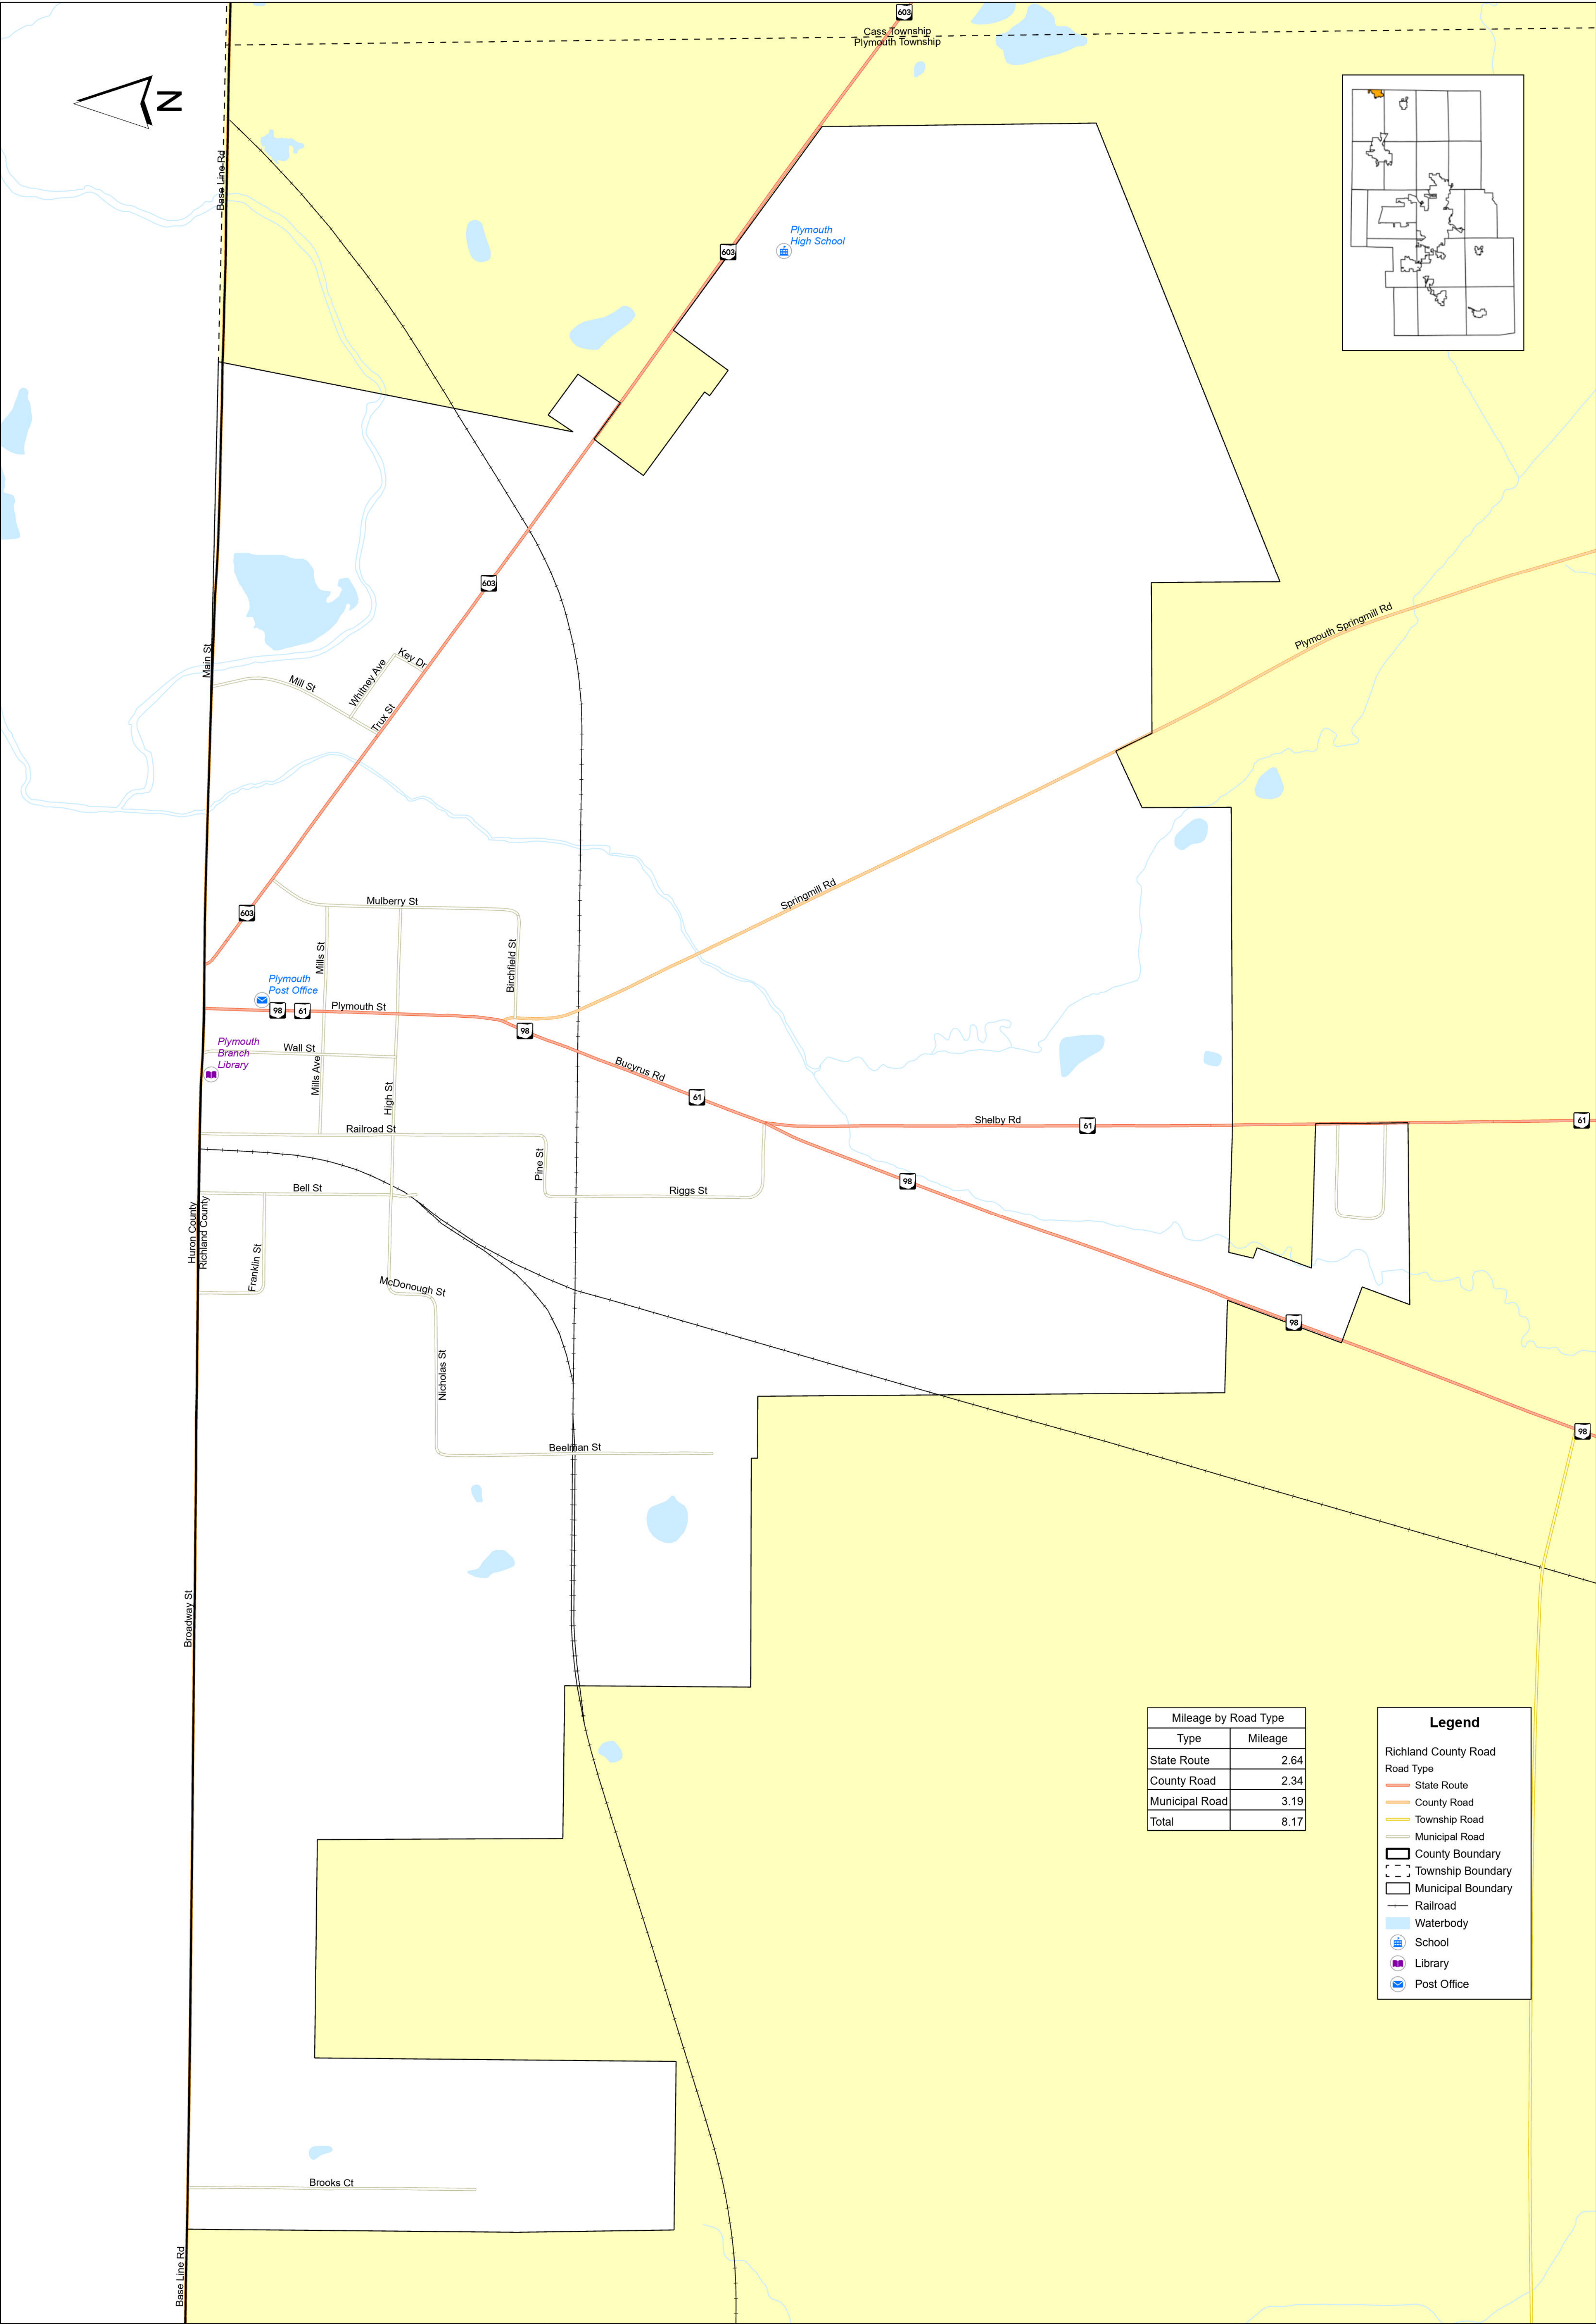 603
Cass Township
Plymouth Township
N
Base Line Rd
Plymouth
High School
603
603
Main St
Mill St
Whitney Ave
Key Dr
Trux St
Plymouth Springmill Rd
Springmill Rd
Mulberry St
603
Mills St
Birchfield St
Plymouth
Post Office
98
61
Plymouth St
98
Plymouth
Branch
Library
Wall St
Mills Ave
High St
Bucyrus Rd
61
Shelby Rd
61
61
Railroad St
Pine St
Riggs St
98
Bell St
Huron County
Richland County
Franklin St
McDonough St
98
Nicholas St
98
Beelman St
Broadway St
Mileage by Road Type
Type Mileage
State Route 2.64
County Road 2.34
Municipal Road 3.19
Total 8.17
Legend
Richland County Road
Road Type
State Route
County Road
Township Road
Municipal Road
County Boundary
Township Boundary
Municipal Boundary
Railroad
Waterbody
School
Library
Post Office
Brooks Ct
Base Line Rd